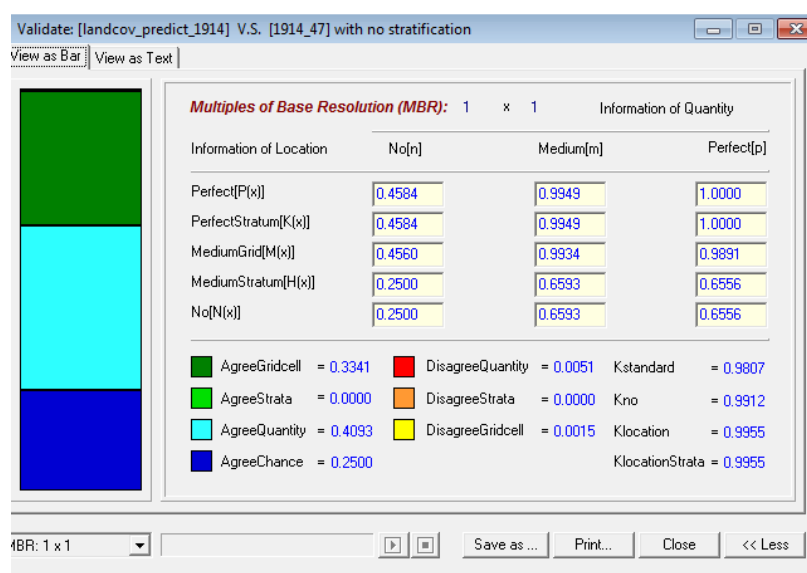 Validate: [landcov_predict_1914] V.S. [1914_47] with no stratification
View as Bar View as Text
Multiples of Base Resolution (MBR): 1 x 1 Information of Quantity
Information of Location No[n] Medium[m] Perfect[p]
Perfect[P(x)] 0.4584 0.9949 1.0000
PerfectStratum[K(x)] 0.4584 0.9949 1.0000
MediumGrid[M(x)] 0.4560 0.9934 0.9891
MediumStratum[H(x)] 0.2500 0.6593 0.6556
No[N(x)] 0.2500 0.6593 0.6556
AgreeGridcell = 0.3341 DisagreeQuantity = 0.0051 Kstandard = 0.9807
AgreeStrata = 0.0000 DisagreeStrata = 0.0000 Kno = 0.9912
AgreeQuantity = 0.4093 DisagreeGridcell = 0.0015 Klocation = 0.9955
AgreeChance = 0.2500 KlocationStrata = 0.9955
MBR: 1 x 1 Save as ... Print... Close << Less